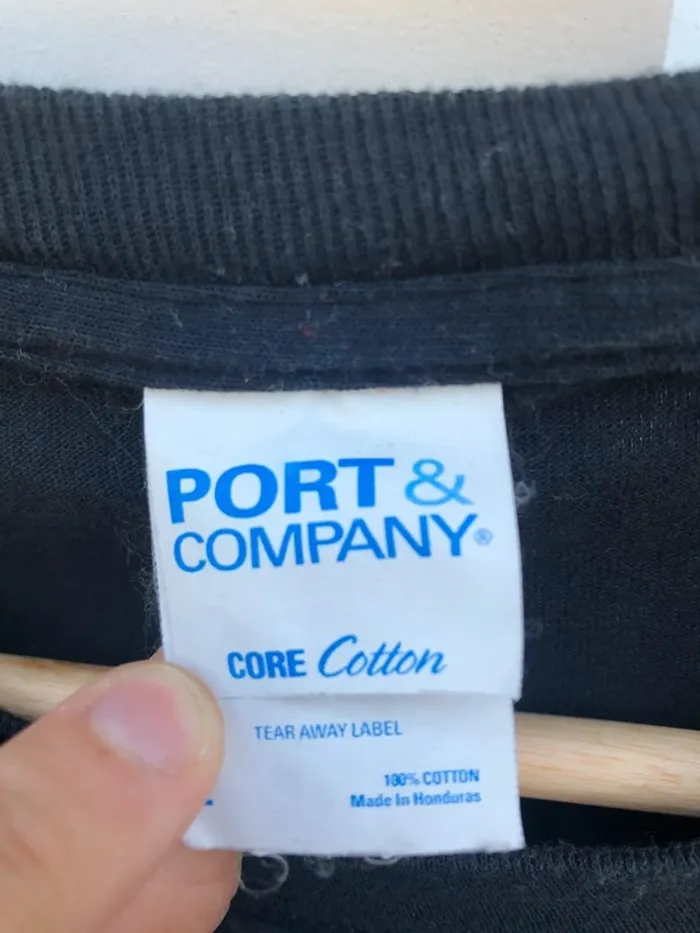 PORT &
COMPANY®
CORE Cotton
TEAR AWAY LABEL
100% COTTON
Made In Honduras